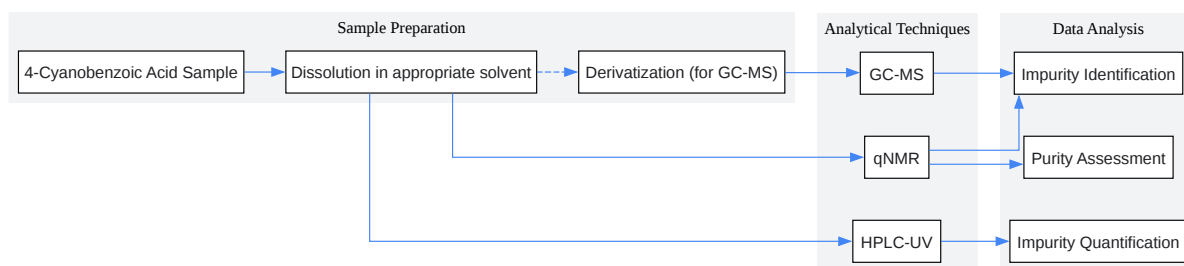 Sample Preparation
Analytical Techniques
Data Analysis
4-Cyanobenzoic Acid Sample
Dissolution in appropriate solvent
Derivatization (for GC-MS)
GC-MS
Impurity Identification
qNMR
Purity Assessment
HPLC-UV
Impurity Quantification